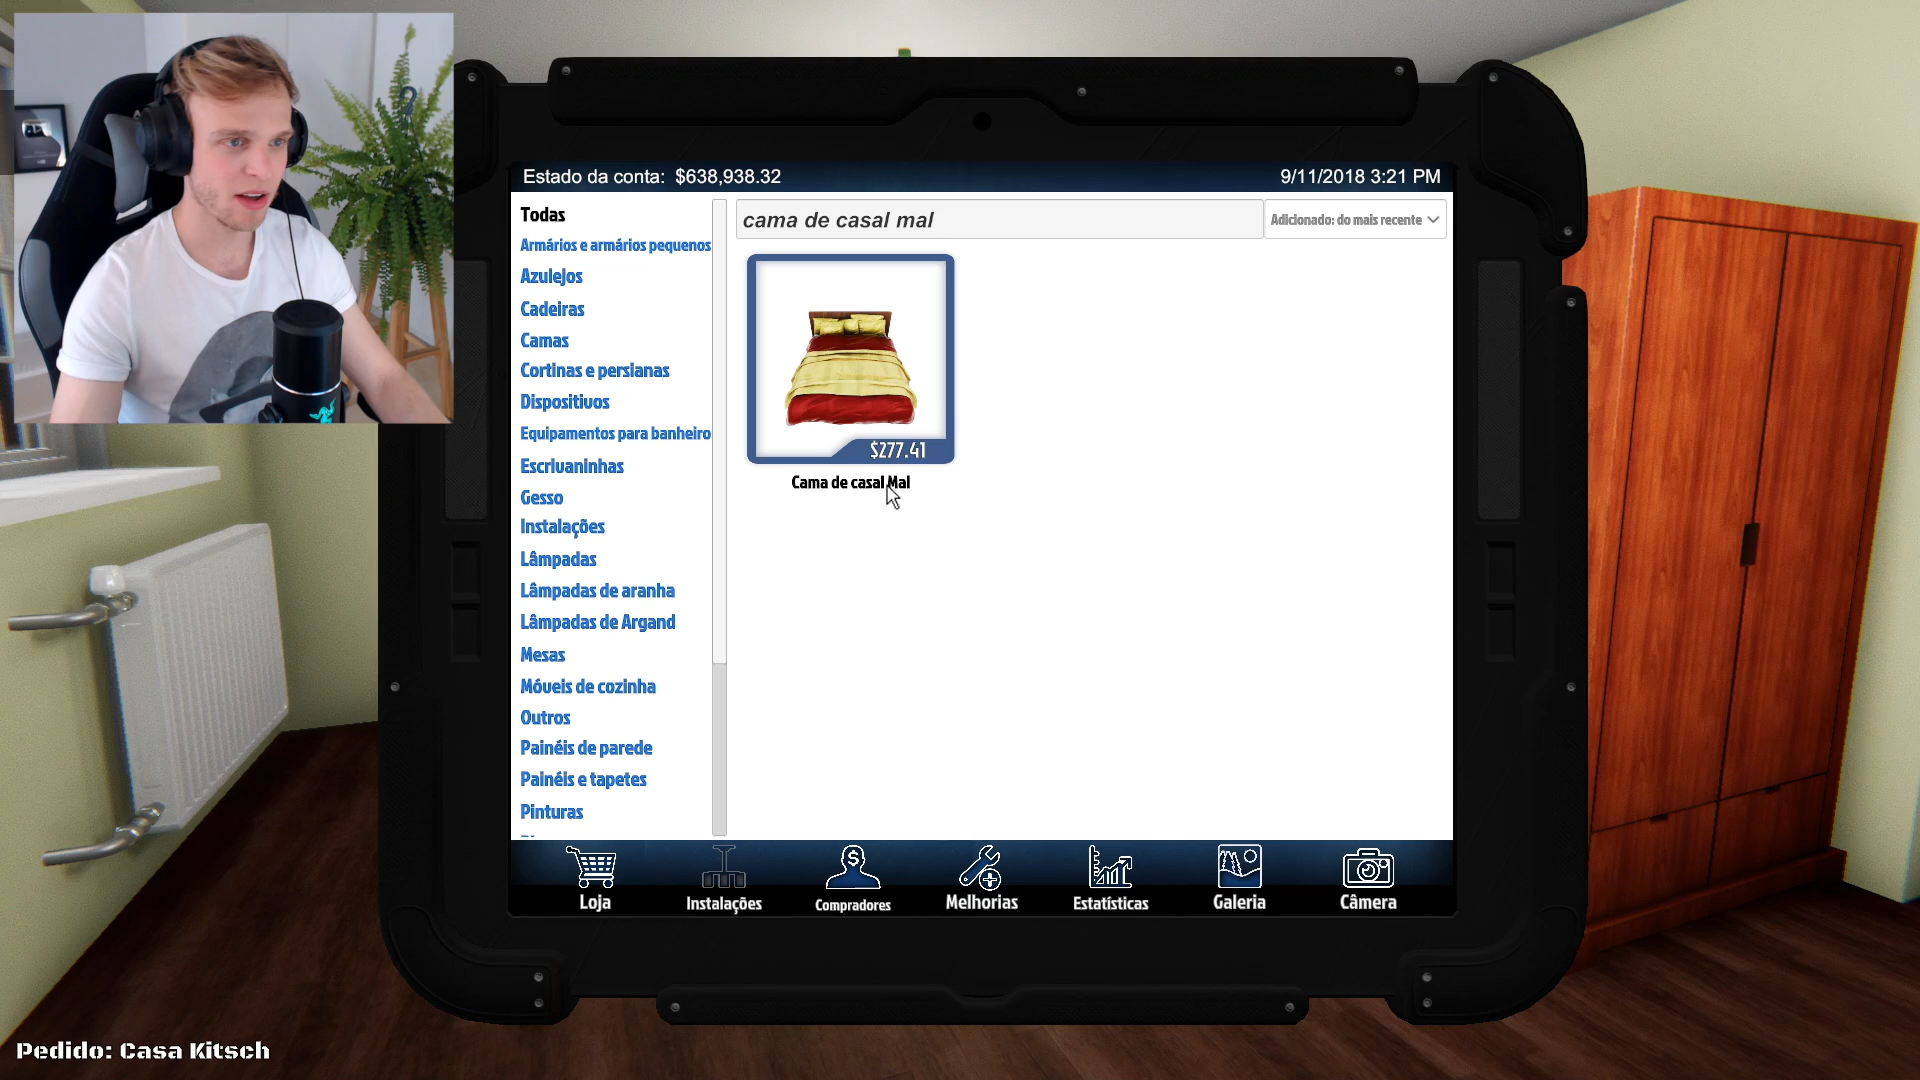 Estado da conta: $638,938.32
9/11/2018 3:21 PM
Todas
Armários e armários pequenos
Azulejos
Cadeiras
Camas
Cortinas e persianas
Dispositivos
Equipamentos para banheiro
Escrivaninhas
Gesso
Instalações
Lâmpadas
Lâmpadas de aranha
Lâmpadas de Argand
Mesas
Móveis de cozinha
Outros
Painéis de parede
Painéis e tapetes
Pinturas
cama de casal mal
Adicionado: do mais recente
$277.41
Cama de casal Mal
Loja
Instalações
Compradores
Melhorias
Estatísticas
Galeria
Câmera
Pedido: Casa Kitsch